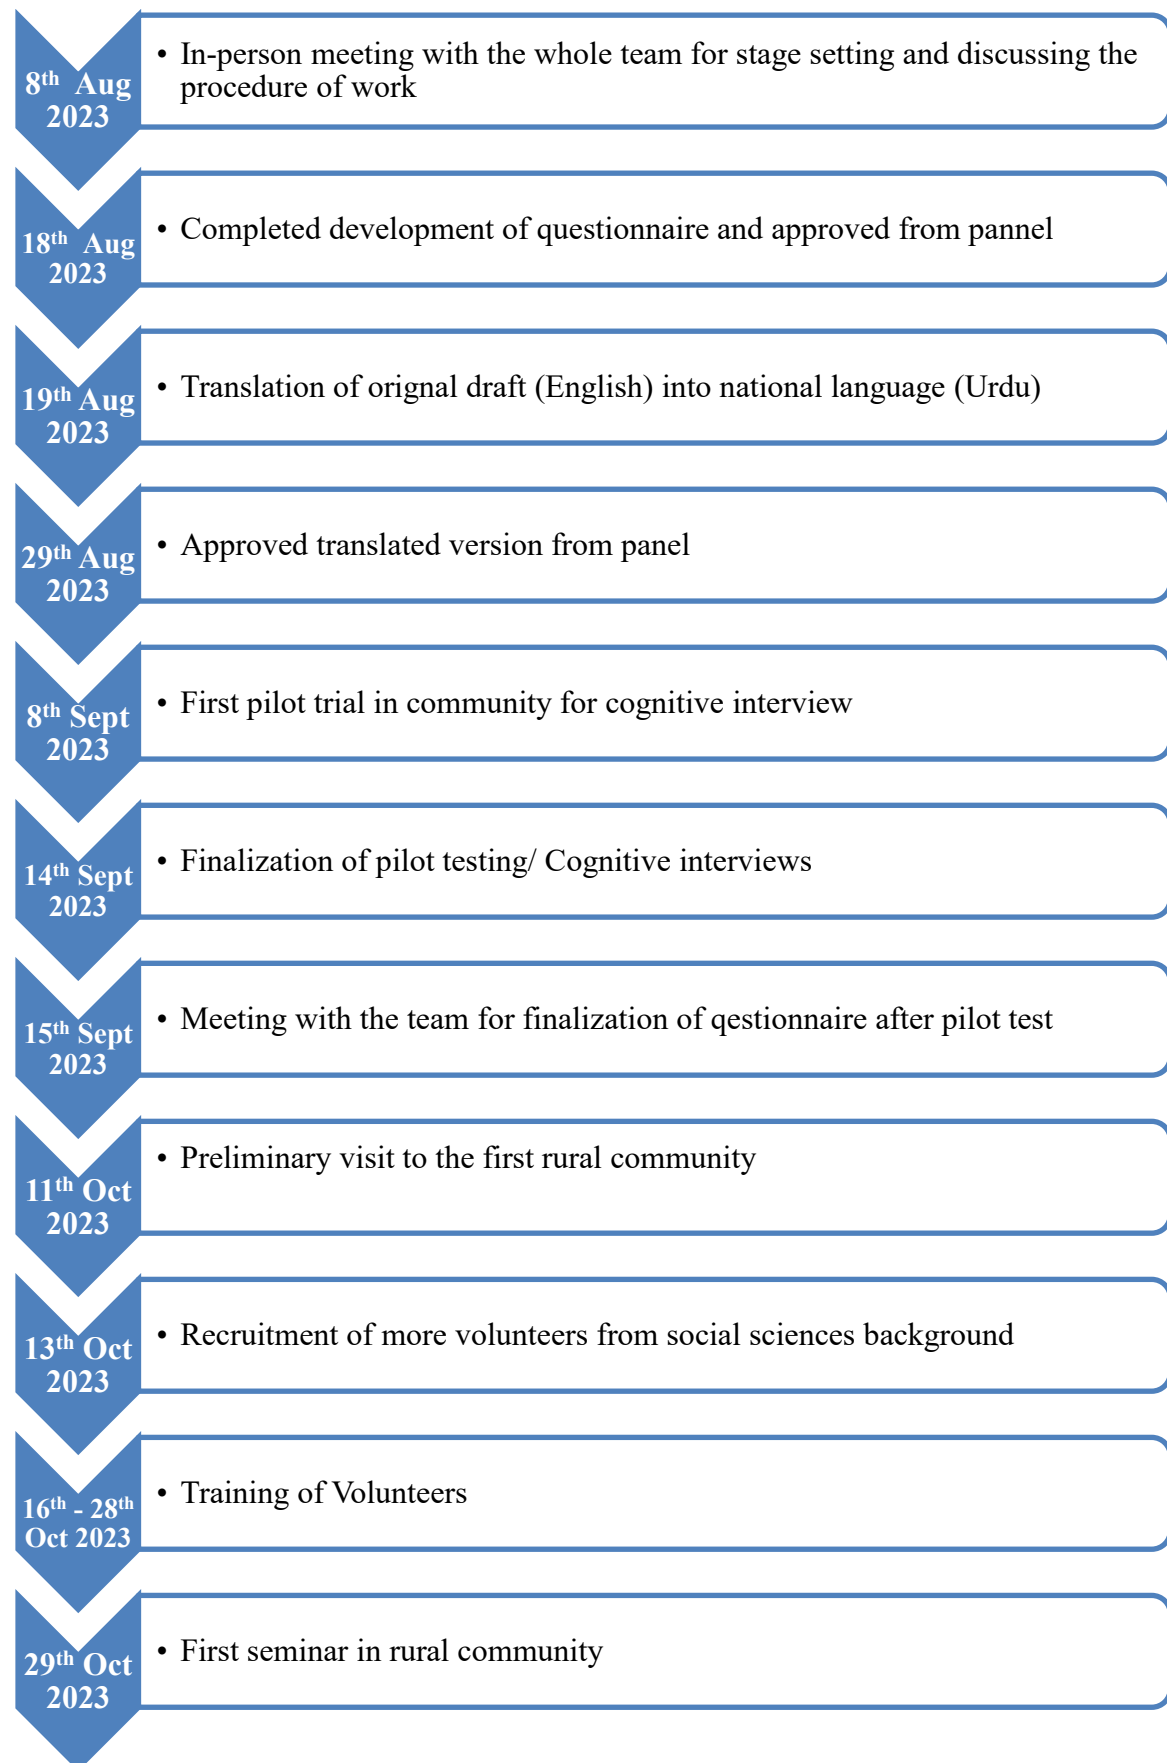 8th Aug
2023
• In-person meeting with the whole team for stage setting and discussing the
procedure of work
18th Aug
2023
• Completed development of questionnaire and approved from pannel
19th Aug
2023
• Translation of orignal draft (English) into national language (Urdu)
29th Aug
2023
• Approved translated version from panel
8th Sept
2023
• First pilot trial in community for cognitive interview
14th Sept
2023
• Finalization of pilot testing/ Cognitive interviews
15th Sept
2023
• Meeting with the team for finalization of qestionnaire after pilot test
11th Oct
2023
• Preliminary visit to the first rural community
13th Oct
2023
• Recruitment of more volunteers from social sciences background
16th - 28th
Oct 2023
• Training of Volunteers
29th Oct
2023
• First seminar in rural community